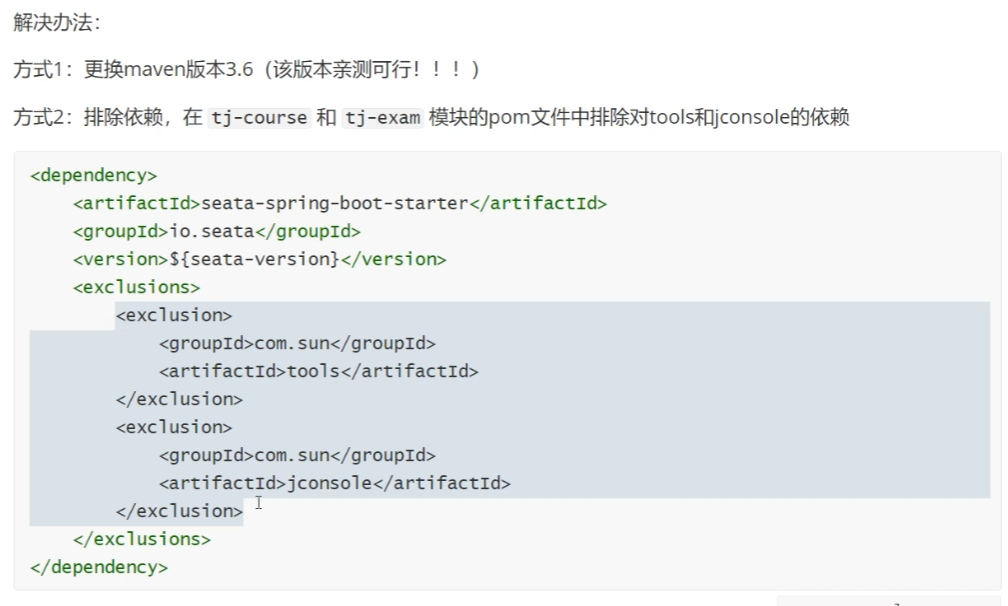 解决办法：
方式1：更换maven版本3.6（该版本亲测可行！！！）
方式2：排除依赖，在 tj-course 和 tj-exam 模块的pom文件中排除对tools和jconsole的依赖
<dependency>
    <artifactId>seata-spring-boot-starter</artifactId>
    <groupId>io.seata</groupId>
    <version>${seata-version}</version>
    <exclusions>
        <exclusion>
            <groupId>com.sun</groupId>
            <artifactId>tools</artifactId>
        </exclusion>
        <exclusion>
            <groupId>com.sun</groupId>
            <artifactId>jconsole</artifactId>
        </exclusion>
    </exclusions>
</dependency>